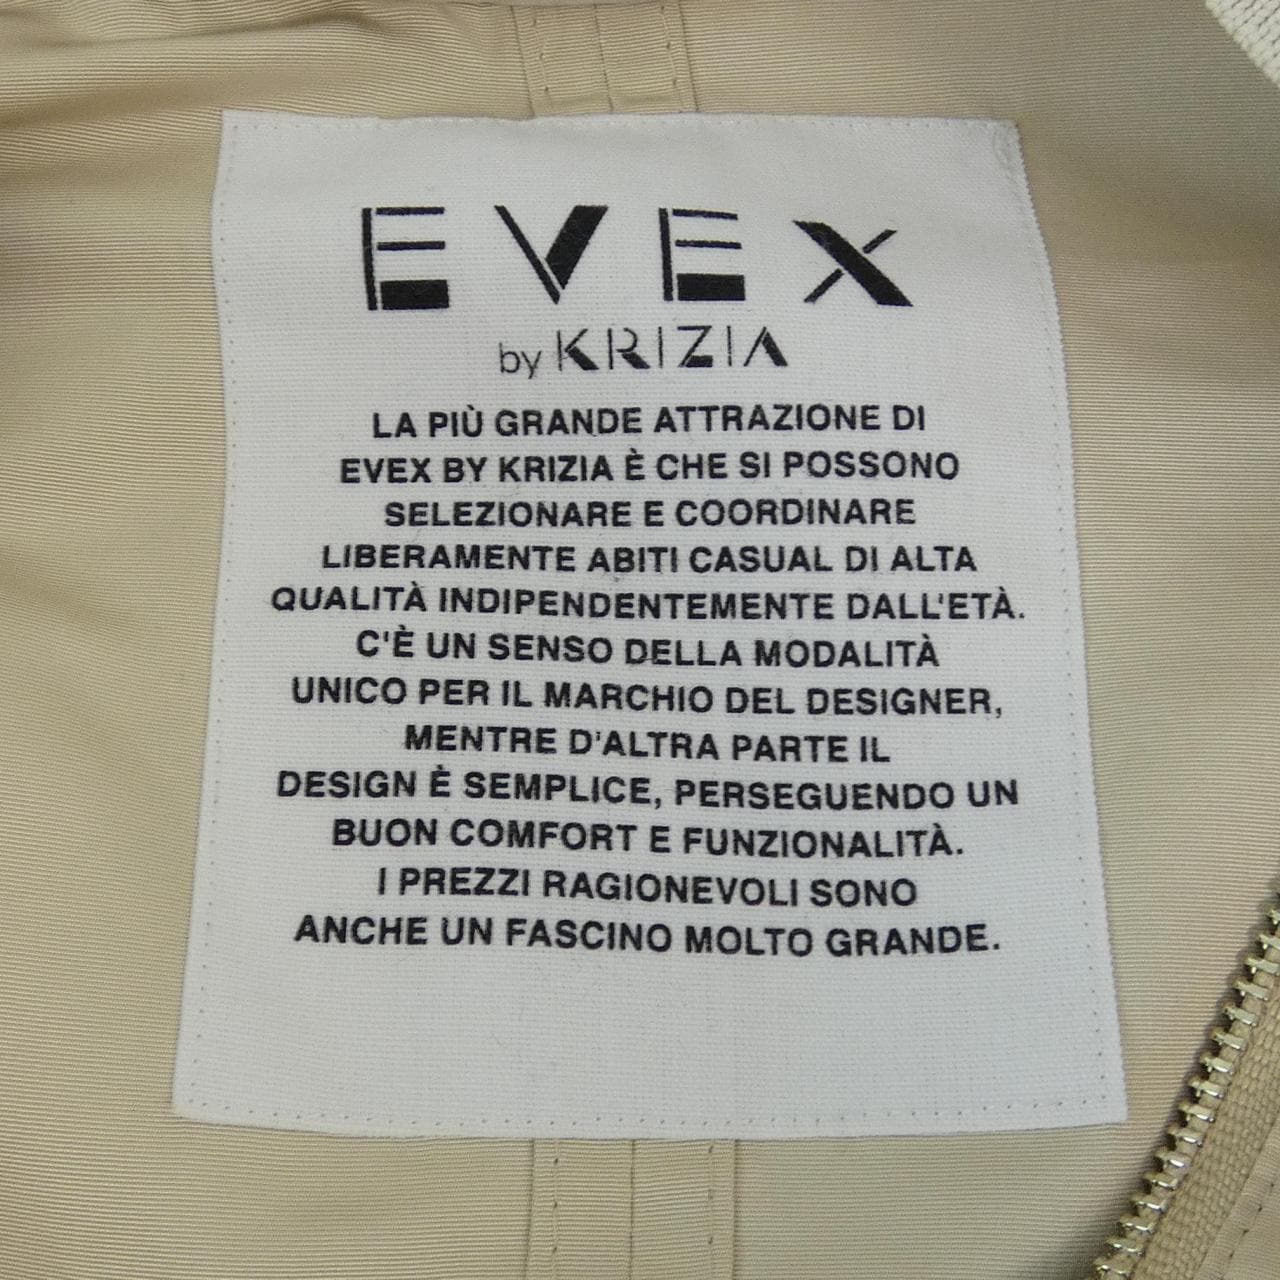 EVEX
by KRIZIA
LA PIÙ GRANDE ATTRAZIONE DI
EVEX BY KRIZIA È CHE SI POSSONO
SELEZIONARE E COORDINARE
LIBERAMENTE ABITI CASUAL DI ALTA
QUALITÀ INDIPENDENTEMENTE DALL'ETÀ.
C'È UN SENSO DELLA MODALITÀ
UNICO PER IL MARCHIO DEL DESIGNER,
MENTRE D'ALTRA PARTE IL
DESIGN È SEMPLICE, PERSEGUENDO UN
BUON COMFORT E FUNZIONALITÀ.
I PREZZI RAGIONEVOLI SONO
ANCHE UN FASCINO MOLTO GRANDE.